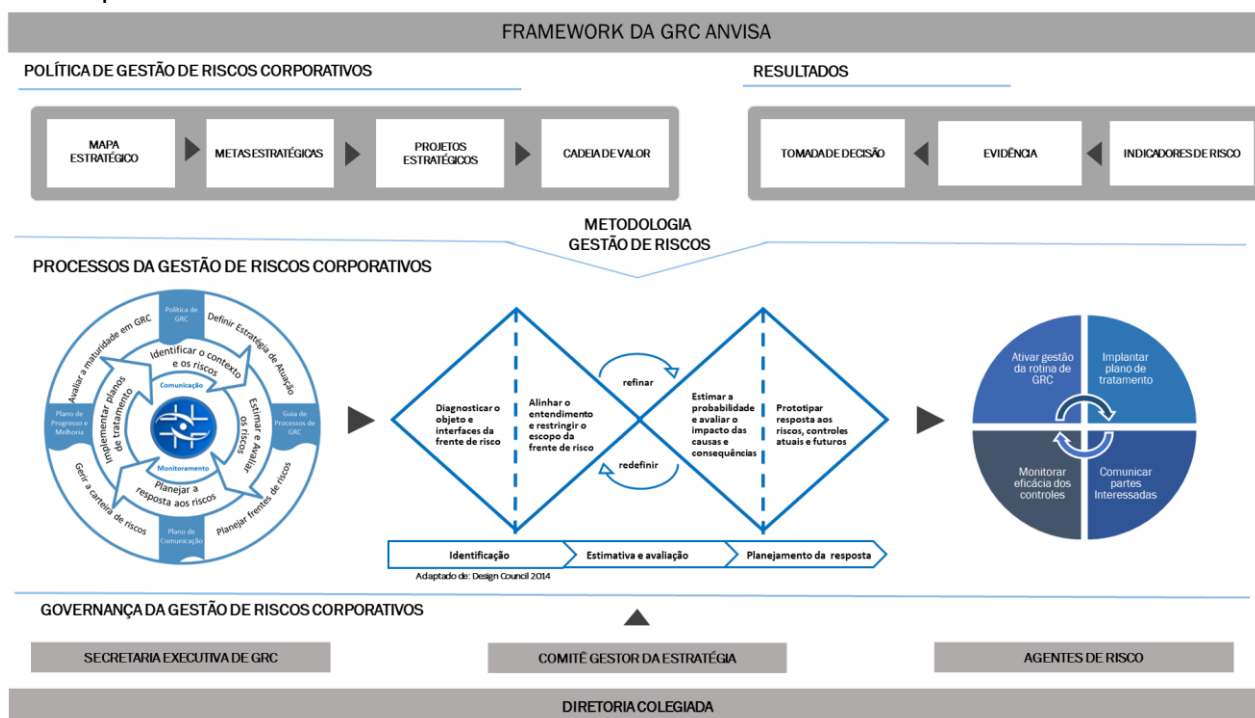 FRAMEWORK DA GRC ANVISA
POLÍTICA DE GESTÃO DE RISCOS CORPORATIVOS
RESULTADOS
MAPA
ESTRATÉGICO
METAS ESTRATÉGICAS
PROJETOS
ESTRATÉGICOS
CADEIA DE VALOR
TOMADA DE DECISÃO
EVIDÊNCIA
INDICADORES DE RISCO
METODOLOGIA
GESTÃO DE RISCOS
PROCESSOS DA GESTÃO DE RISCOS CORPORATIVOS
Política de
GRC
Definir Estratégia de Atuação
Guia de
Processos de
GRC
Planejar frentes de riscos
Plano de
Comunicação
Gerir a carteira de riscos
Plano de
Progresso e
Melhoria
Avaliar a maturidade em GRC
Identificar o contexto
e os riscos
Estimar e Avaliar
os riscos
Planejar a
resposta aos riscos
Implementar planos
de tratamento
Comunicação
Monitoramento
Diagnosticar o
objeto e
interfaces da
frente de risco
Alinhar o
entendimento
e restringir o
escopo da
frente de risco
refinar
redefinir
Estimar a
probabilidade
e avaliar o
impacto das
causas e
consequências
Prototipar
resposta aos
riscos, controles
atuais e futuros
Identificação
Estimativa e avaliação
Planejamento da resposta
Adaptado de: Design Council 2014
Ativar gestão
da rotina de
GRC
Implantar
plano de
tratamento
Monitorar
eficácia dos
controles
Comunicar
partes
Interessadas
GOVERNANÇA DA GESTÃO DE RISCOS CORPORATIVOS
SECRETARIA EXECUTIVA DE GRC
COMITÊ GESTOR DA ESTRATÉGIA
AGENTES DE RISCO
DIRETORIA COLEGIADA